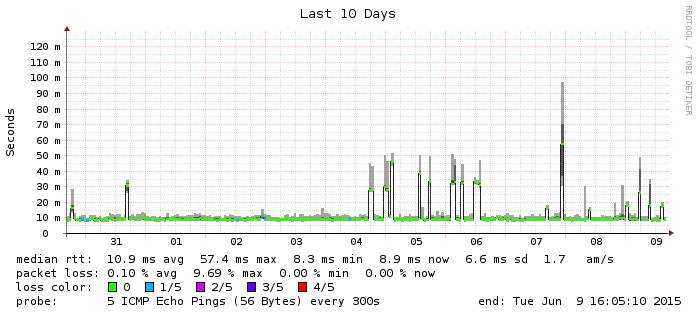 Last 10 Days
RRDTOOL / TOBI OETIKER
Seconds
120 m
110 m
100 m
90 m
80 m
70 m
60 m
50 m
40 m
30 m
20 m
10 m
0
31 01 02 03 04 05 06 07 08 09
median rtt: 10.9 ms avg 57.4 ms max 8.3 ms min 8.9 ms now 6.6 ms sd 1.7 am/s
packet loss: 0.10 % avg 9.69 % max 0.00 % min 0.00 % now
loss color: 0 1/5 2/5 3/5 4/5
probe: 5 ICMP Echo Pings (56 Bytes) every 300s end: Tue Jun 9 16:05:10 2015